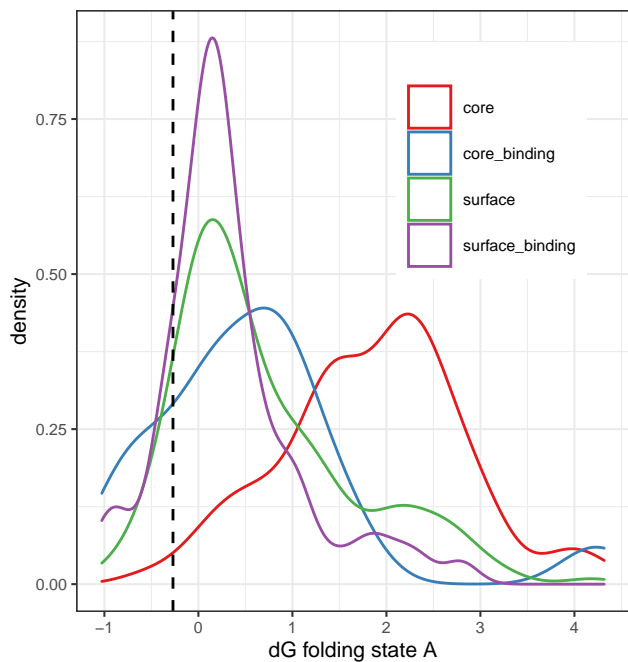 0.75
0.50
0.25
0.00
density
core
core_binding
surface
surface_binding
−1
0
1
2
3
4
dG folding state A